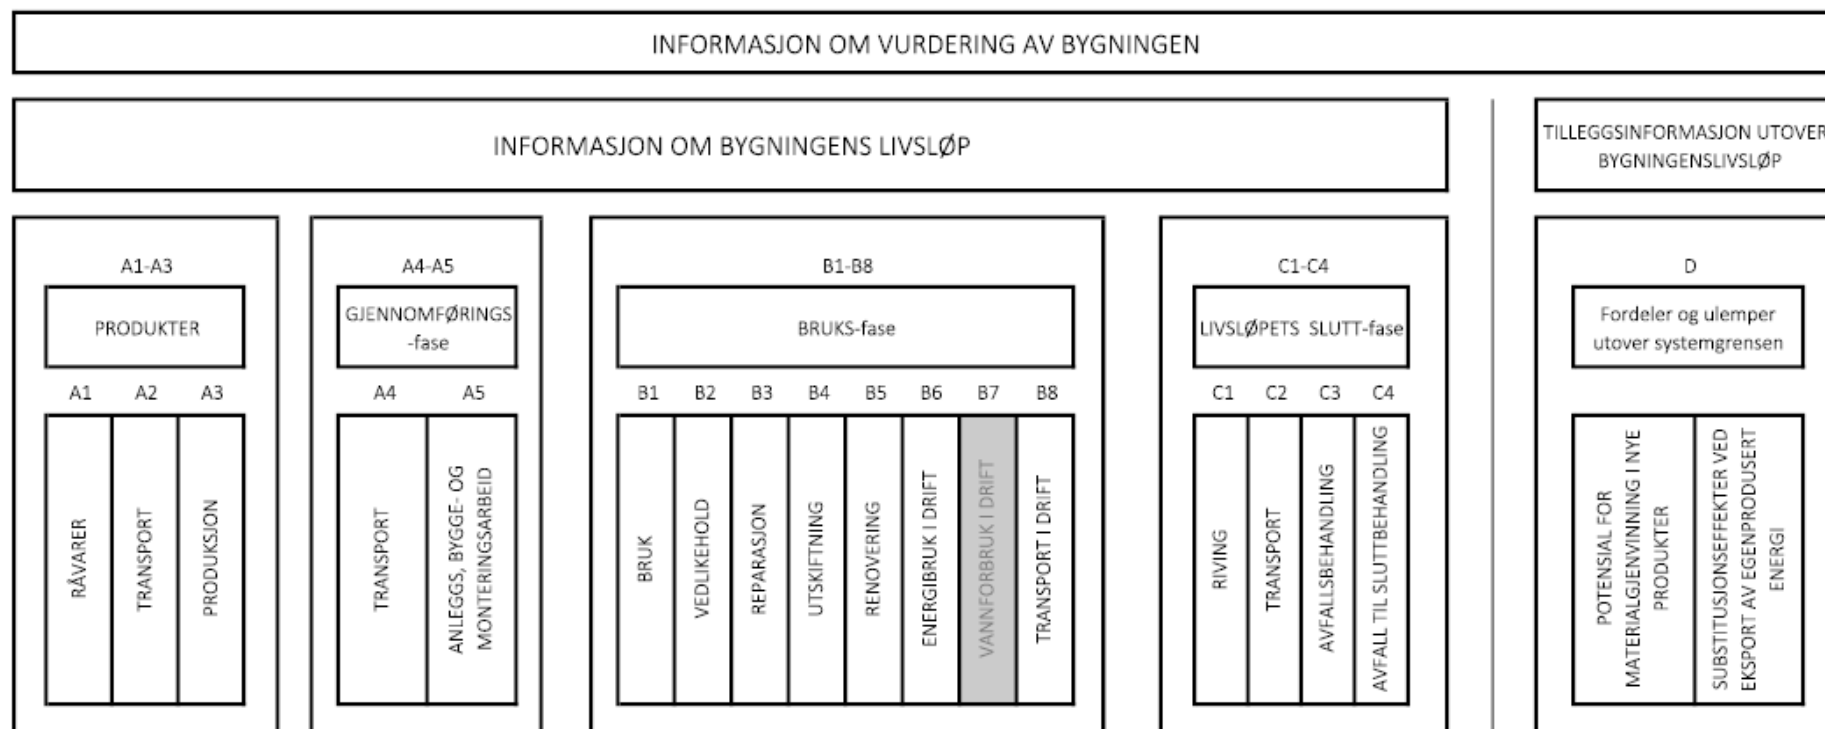 INFORMASJON OM VURDERING AV BYGNINGEN
INFORMASJON OM BYGNINGENS LIVSLØP
TILLEGGSINFORMASJON UTOVER
BYGNINGENSLIVSLØP
A1-A3
PRODUKTER
A1 A2 A3
RÅVARER
TRANSPORT
PRODUKSJON
A4-A5
GJENNOMFØRINGS
-fase
A4 A5
TRANSPORT
ANLEGGS, BYGGE- OG
MONTERINGSARBEID
B1-B8
BRUKS-fase
B1 B2 B3 B4 B5 B6 B7 B8
BRUK
VEDLIKEHOLD
REPARASJON
UTSKIFTNING
RENOVERING
ENERGIBRUK I DRIFT
VANNFORBRUK I DRIFT
TRANSPORT I DRIFT
C1-C4
LIVSLØPETS SLUTT-fase
C1 C2 C3 C4
RIVING
TRANSPORT
AVFALLSBEHANDLING
AVFALL TIL SLUTTBEHANDLING
D
Fordeler og ulemper
utover systemgrensen
POTENSIAL FOR
MATERIALGJENVINNING I NYE
PRODUKTER
SUBSTITUSJONSEFFEKTER VED
EKSPORT AV EGENPRODUSERT
ENERGI